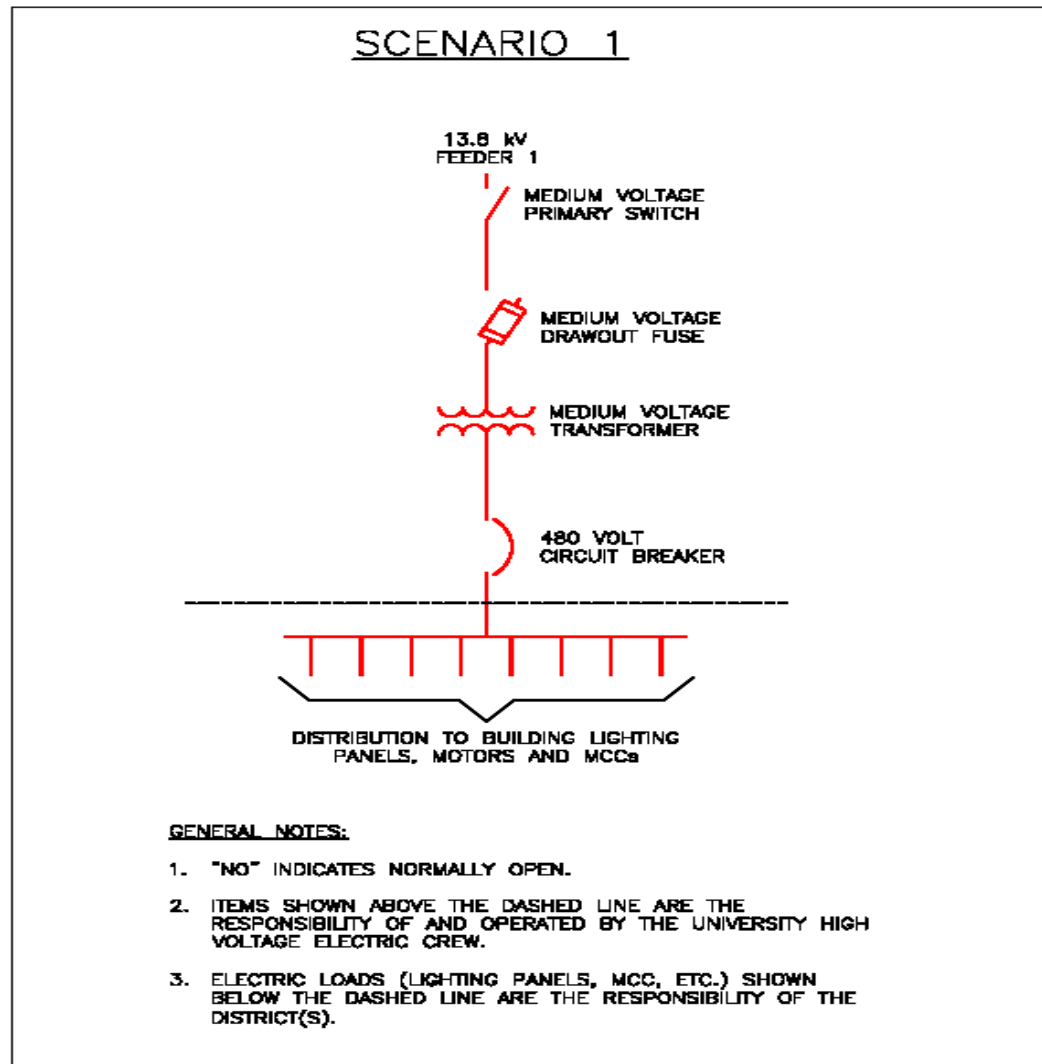 SCENARIO 1
13.8 kV
FEEDER 1
MEDIUM VOLTAGE
PRIMARY SWITCH
MEDIUM VOLTAGE
DRAWOUT FUSE
MEDIUM VOLTAGE
TRANSFORMER
480 VOLT
CIRCUIT BREAKER
DISTRIBUTION TO BUILDING LIGHTING
PANELS, MOTORS AND MCCs
GENERAL NOTES:
1. "NO" INDICATES NORMALLY OPEN.
2. ITEMS SHOWN ABOVE THE DASHED LINE ARE THE
RESPONSIBILITY OF AND OPERATED BY THE UNIVERSITY HIGH
VOLTAGE ELECTRIC CREW.
3. ELECTRIC LOADS (LIGHTING PANELS, MCC, ETC.) SHOWN
BELOW THE DASHED LINE ARE THE RESPONSIBILITY OF THE
DISTRICT(S).